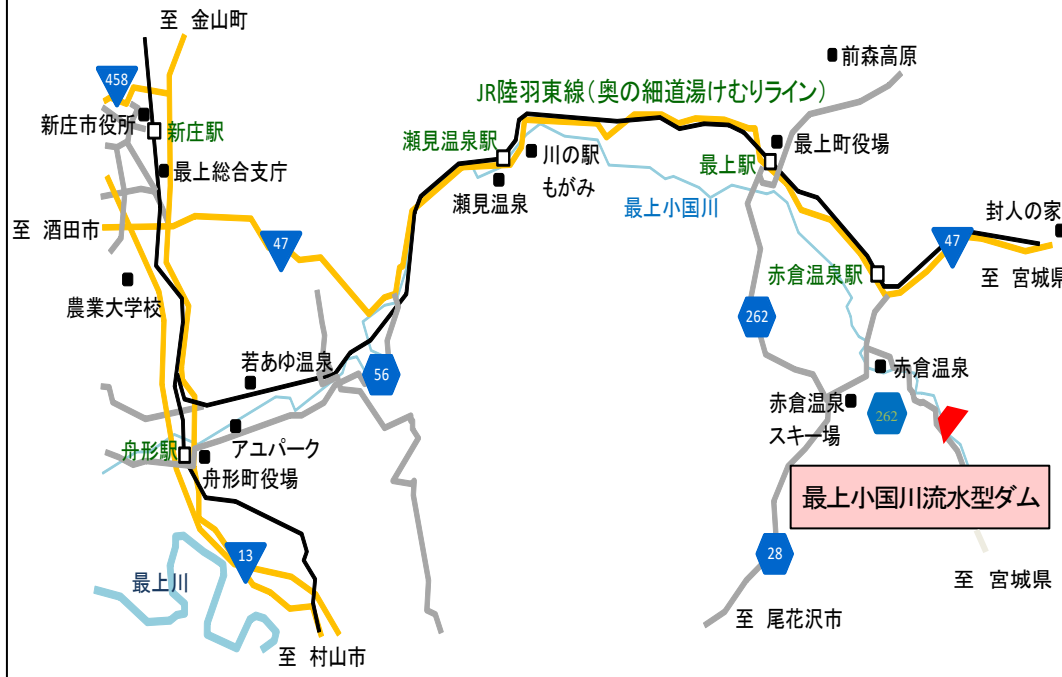 至 金山町
458
新庄市役所
新庄駅
最上総合支庁
至 酒田市
47
農業大学校
JR陸羽東線(奥の細道湯けむりライン)
瀬見温泉駅
川の駅
もがみ
瀬見温泉
前森高原
最上町役場
最上駅
最上小国川
封人の家
47
赤倉温泉駅
至 宮城県
262
若あゆ温泉
56
赤倉温泉
赤倉温泉
スキー場
262
アユパーク
舟形駅
舟形町役場
最上小国川流水型ダム
13
28
最上川
至 宮城県
至 尾花沢市
至 村山市